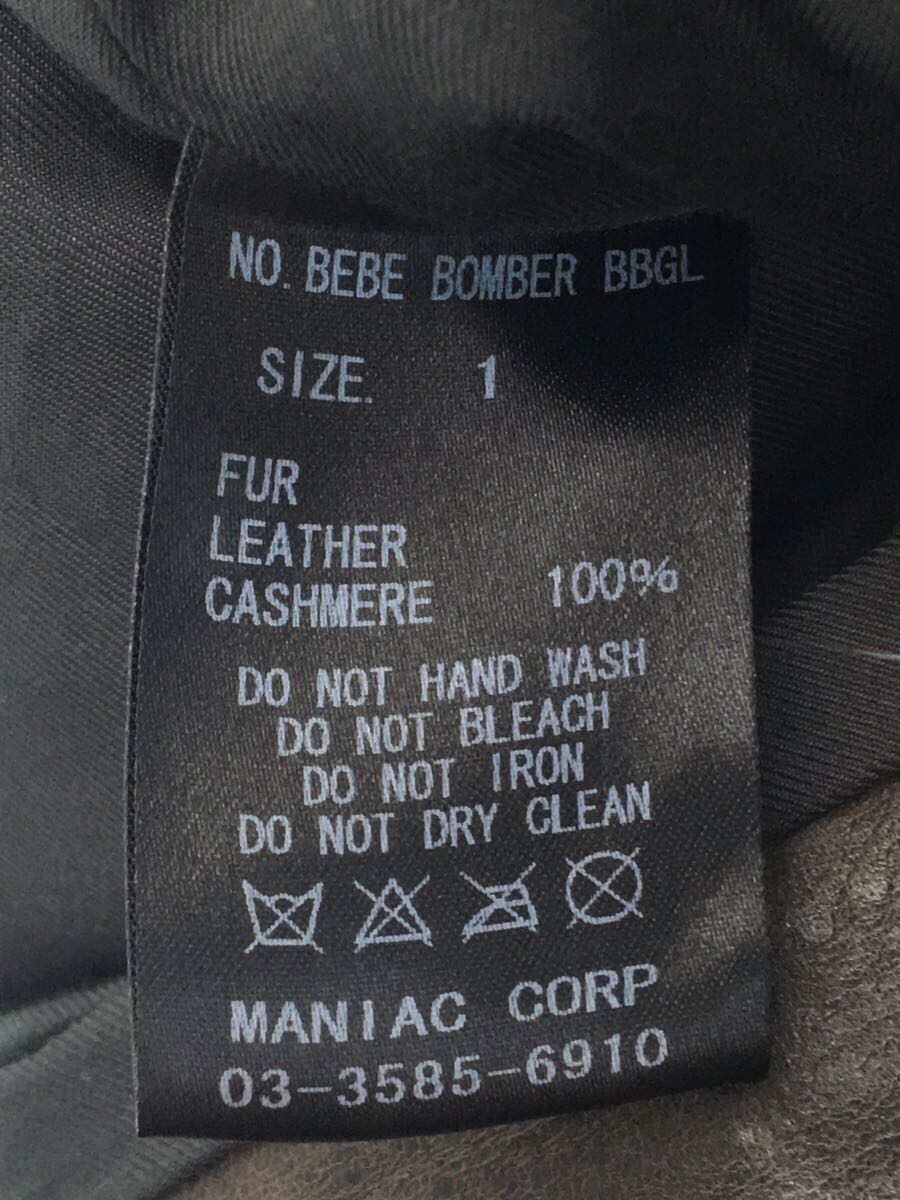 NO. BEBE BOMBER BBGL
SIZE. 1
FUR
LEATHER
CASHMERE 100%
DO NOT HAND WASH
DO NOT BLEACH
DO NOT IRON
DO NOT DRY CLEAN
MANIAC CORP
03-3585-6910